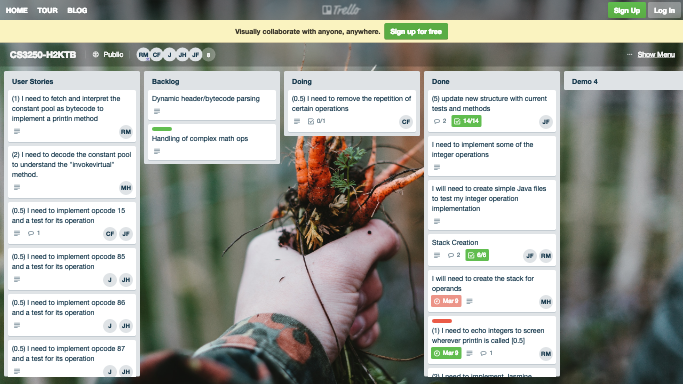 HOME TOUR BLOG
Trello
Sign Up Log In
Visually collaborate with anyone, anywhere. Sign up for free
CS3250-H2KTB Public RM CF J JH JF 8 ··· Show Menu
User Stories
(1) I need to fetch and interpret the
constant pool as bytecode to
implement a println method
RM
(2) I need to decode the constant pool
to understand the "invokevirtual"
method.
MH
(0.5) I need to implement opcode 15
and a test for its operation
1 CF JF
(0.5) I need to implement opcode 85
and a test for its operation
J JH
(0.5) I need to implement opcode 86
and a test for its operation
J JH
(0.5) I need to implement opcode 87
and a test for its operation
J JH
Backlog
Dynamic header/bytecode parsing
Handling of complex math ops
Doing
(0.5) I need to remove the repetition of
certain operations
0/1 CF
Done
(5) update new structure with current
tests and methods
2 14/14 JF
I need to implement some of the
integer operations
I will need to create simple Java files
to test my integer operation
implementation
Stack Creation
2 6/6 JF RM
I will need to create the stack for
operands
Mar 9 MH
(1) I need to echo integers to screen
wherever println is called [0.5]
Mar 9 1 RM
Demo 4